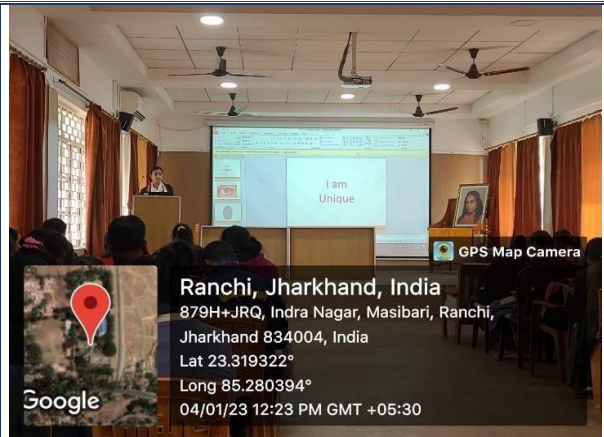 I am
Unique
GPS Map Camera
Ranchi, Jharkhand, India
879H+JRQ, Indra Nagar, Masibari, Ranchi,
Jharkhand 834004, India
Lat 23.319322°
Long 85.280394°
04/01/23 12:23 PM GMT +05:30
Google